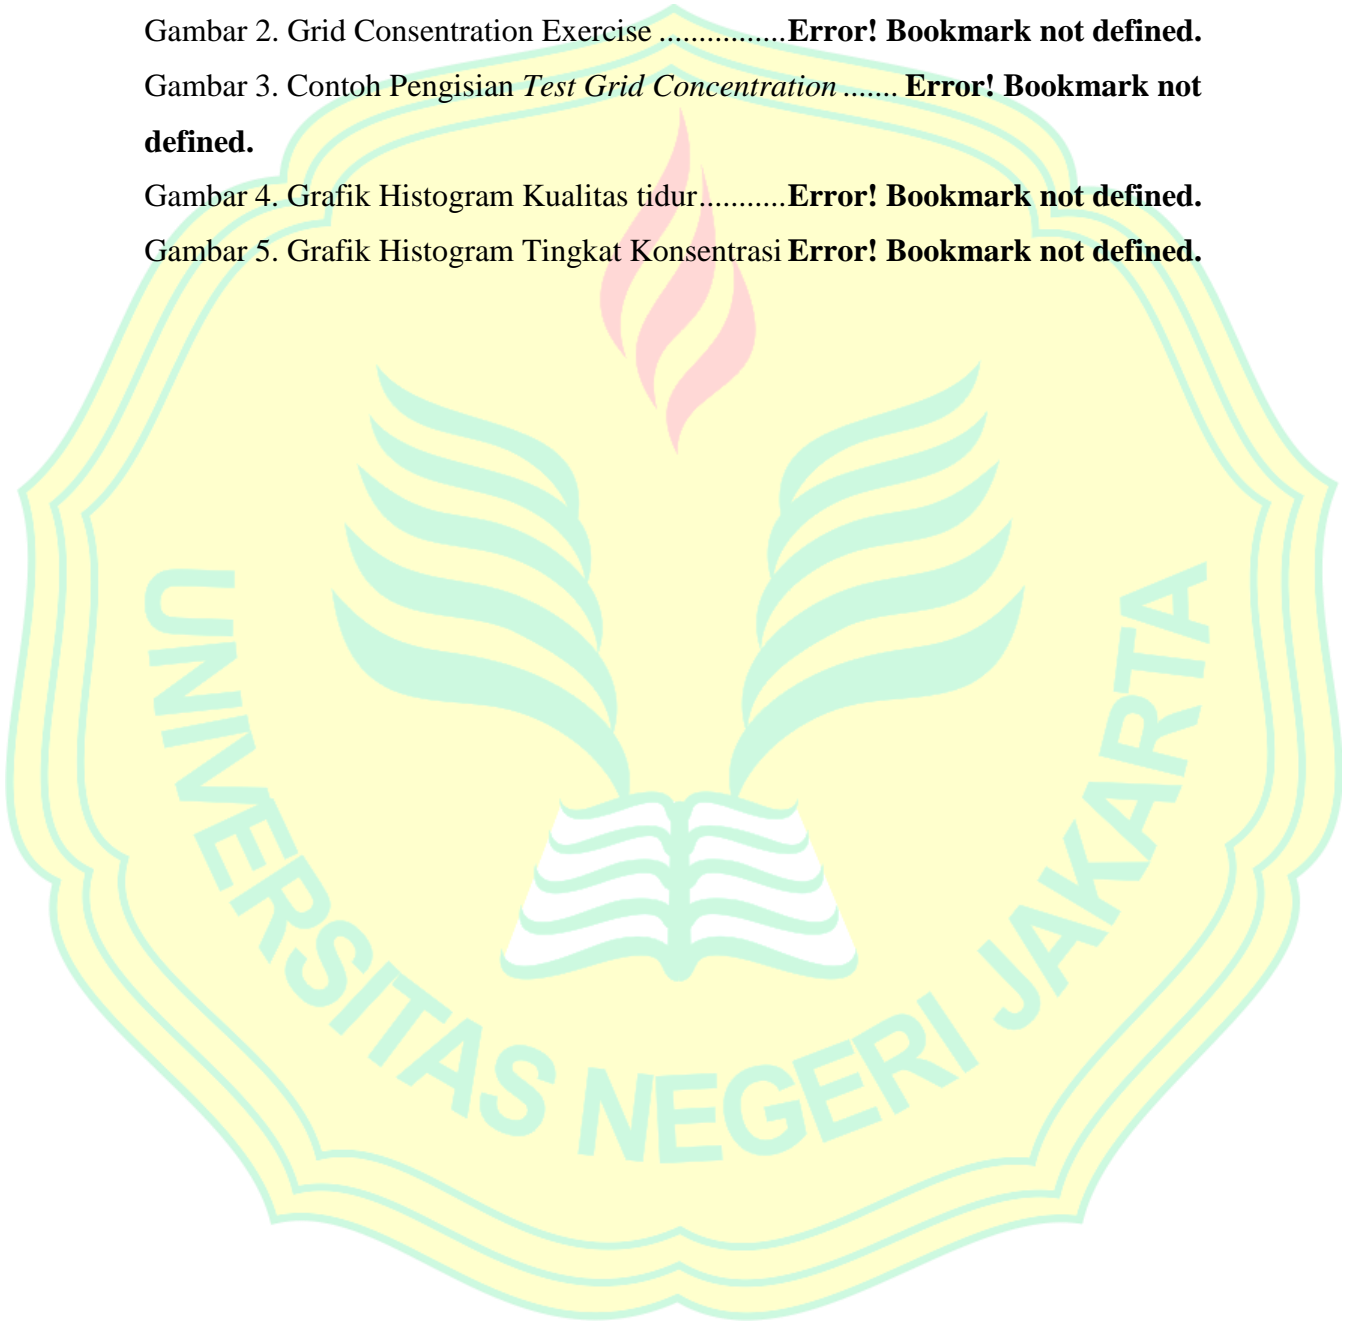 Gambar 2. Grid Consentration Exercise ................Error! Bookmark not defined.
Gambar 3. Contoh Pengisian Test Grid Concentration ....... Error! Bookmark not
defined.
Gambar 4. Grafik Histogram Kualitas tidur...........Error! Bookmark not defined.
Gambar 5. Grafik Histogram Tingkat Konsentrasi Error! Bookmark not defined.
UNIVERSITAS NEGERI JAKARTA